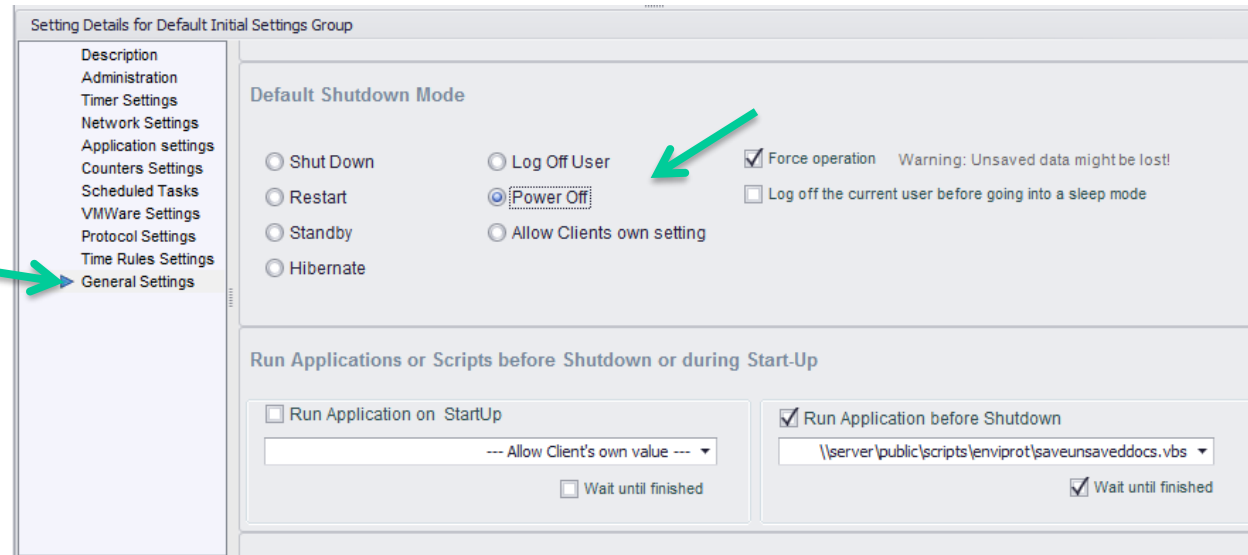 Setting Details for Default Initial Settings Group
Description
Administration
Timer Settings
Network Settings
Application settings
Counters Settings
Scheduled Tasks
VMWare Settings
Protocol Settings
Time Rules Settings
General Settings
Default Shutdown Mode
Shut Down
Log Off User
Force operation Warning: Unsaved data might be lost!
Restart
Power Off
Log off the current user before going into a sleep mode
Standby
Allow Clients own setting
Hibernate
Run Applications or Scripts before Shutdown or during Start-Up
Run Application on StartUp
--- Allow Client's own value ---
Wait until finished
Run Application before Shutdown
\\server\public\scripts\enviprot\saveunsaveddocs.vbs
Wait until finished